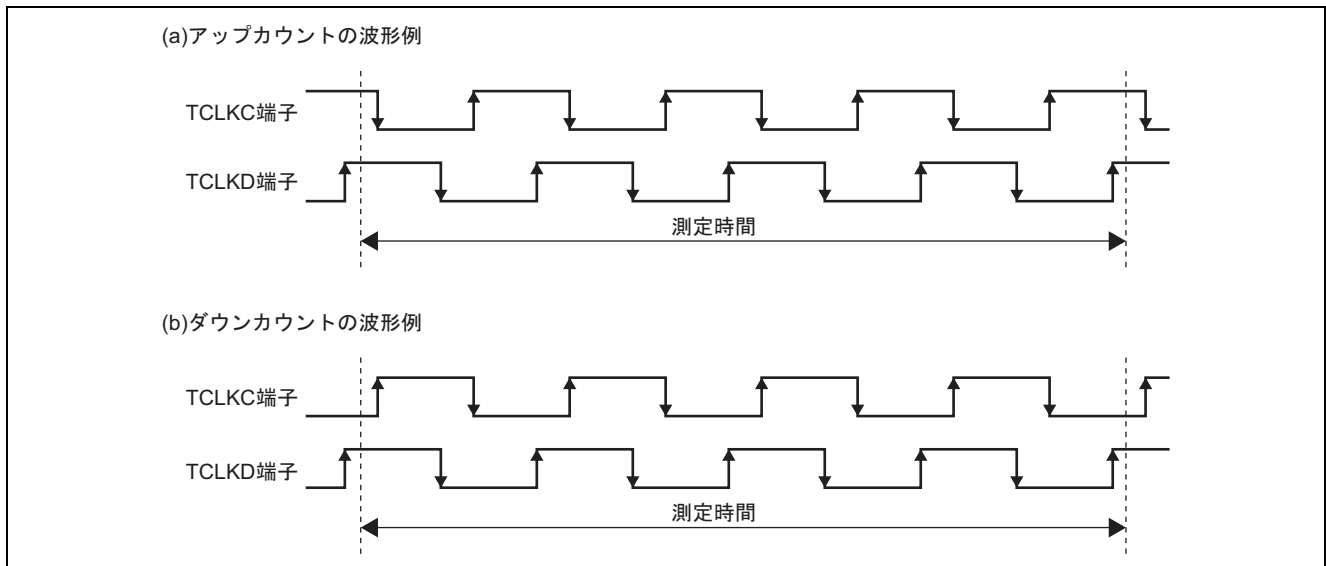 (a)アップカウントの波形例
TCLKC端子
TCLKD端子
測定時間
(b)ダウンカウントの波形例
TCLKC端子
TCLKD端子
測定時間